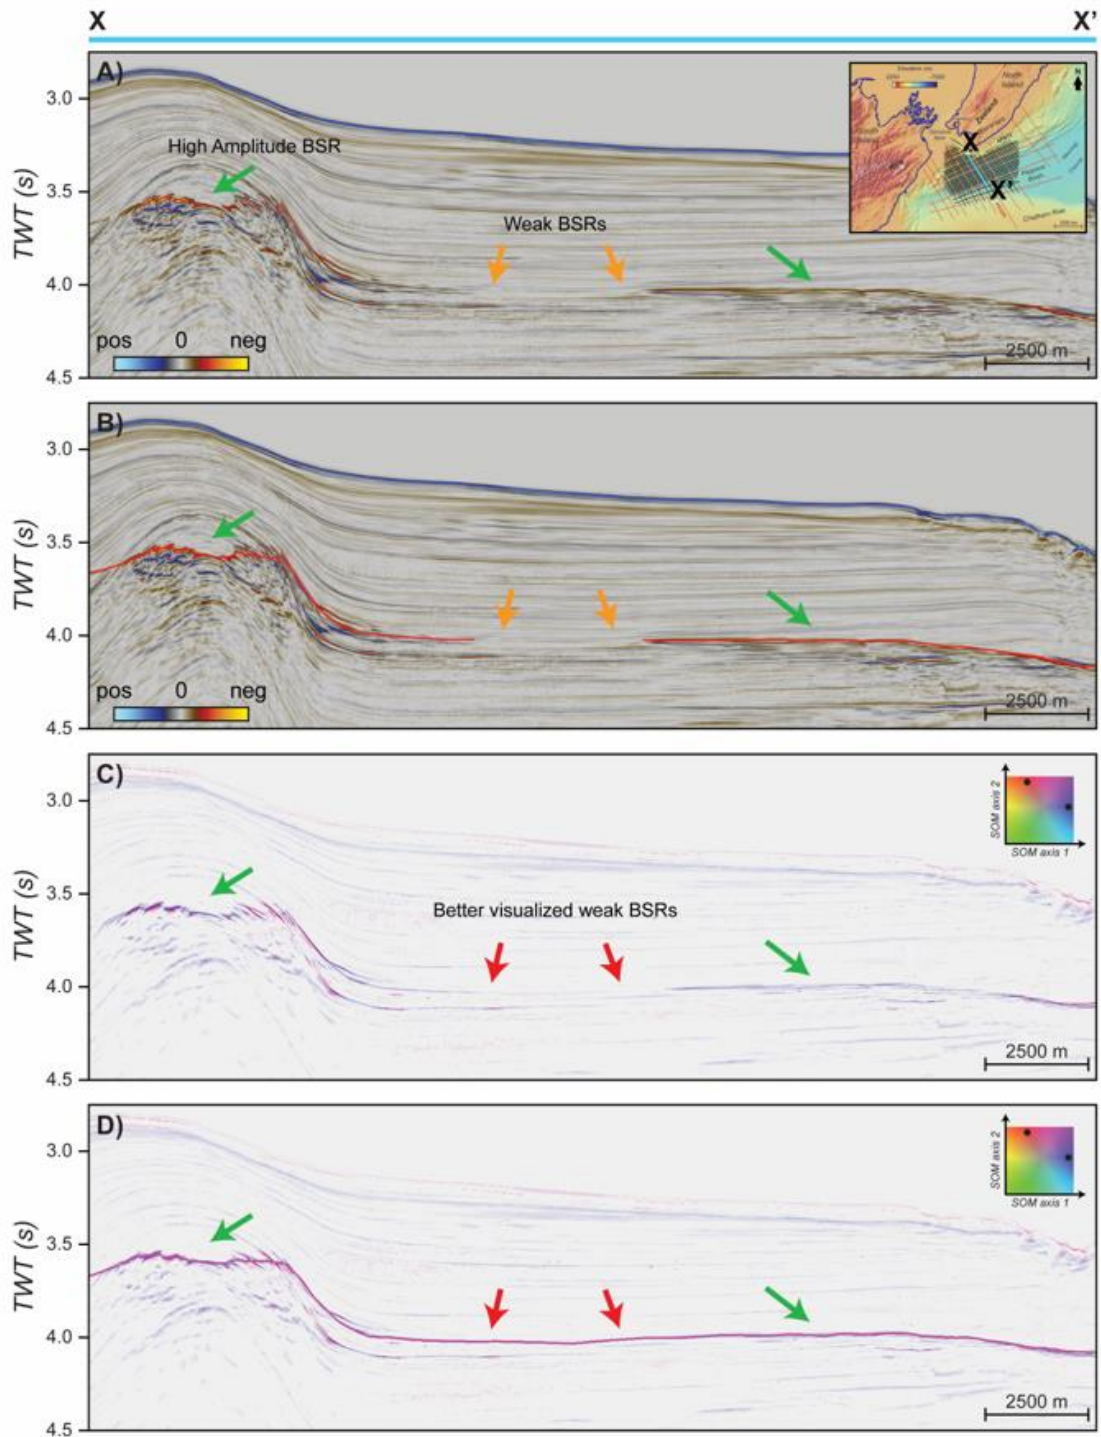 X X'
A)
3.0
3.5
4.0
4.5
TWT (s)
High Amplitude BSR
Weak BSRs
pos 0 neg
2500 m
North
Island
Zealand
X
X'
N
B)
3.0
3.5
4.0
4.5
TWT (s)
pos 0 neg
2500 m
C)
3.0
3.5
4.0
4.5
TWT (s)
Better visualized weak BSRs
SOM axis 2
SOM axis 1
2500 m
D)
3.0
3.5
4.0
4.5
TWT (s)
SOM axis 2
SOM axis 1
2500 m